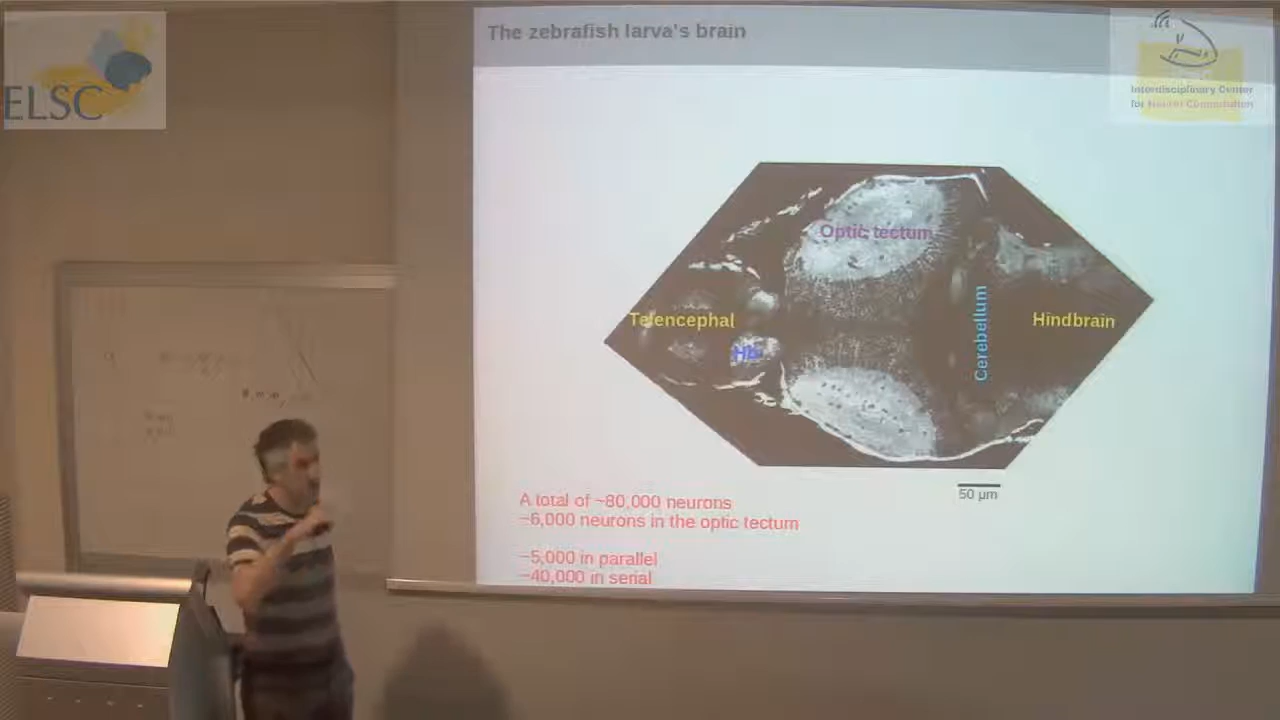 The zebrafish larva's brain
ELSC
Interdisciplinary Center
for Neural Computation
Optic tectum
Telencephal
Hb
Cerebellum
Hindbrain
50 µm
A total of ~80,000 neurons
~6,000 neurons in the optic tectum
~5,000 in parallel
~40,000 in serial